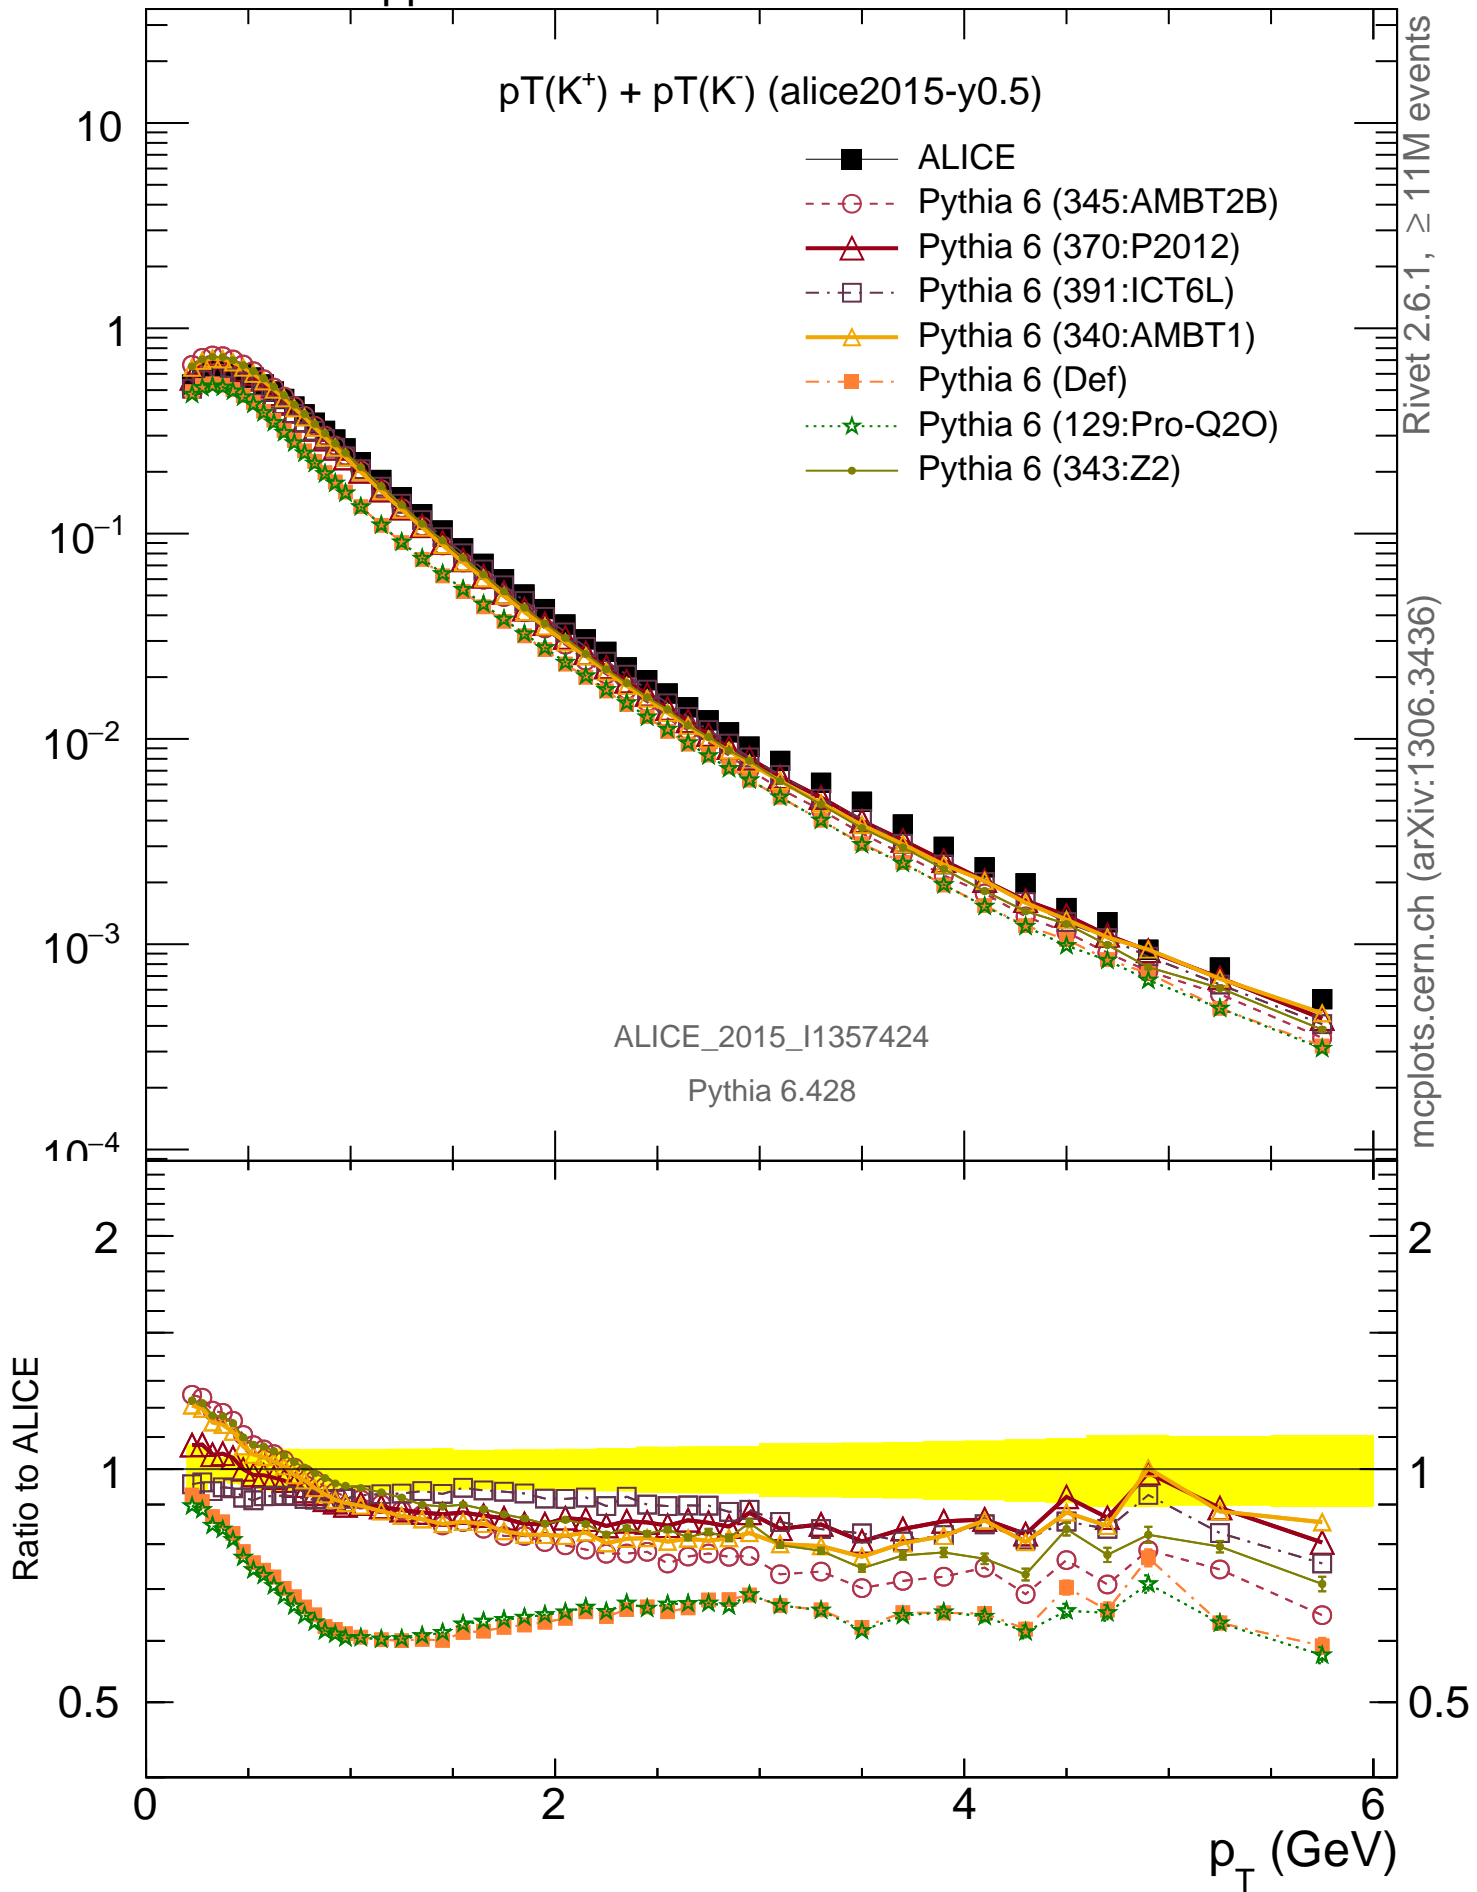 pT(K⁺) + pT(K⁻) (alice2015-y0.5)
ALICE
Pythia 6 (345:AMBT2B)
Pythia 6 (370:P2012)
Pythia 6 (391:ICT6L)
Pythia 6 (340:AMBT1)
Pythia 6 (Def)
Pythia 6 (129:Pro-Q2O)
Pythia 6 (343:Z2)
10
1
10⁻¹
10⁻²
10⁻³
10⁻⁴
ALICE_2015_I1357424
Pythia 6.428
Rivet 2.6.1, ≥ 11M events
mcplots.cern.ch (arXiv:1306.3436)
Ratio to ALICE
2
1
0.5
2
1
0.5
0 2 4 6
p_T (GeV)